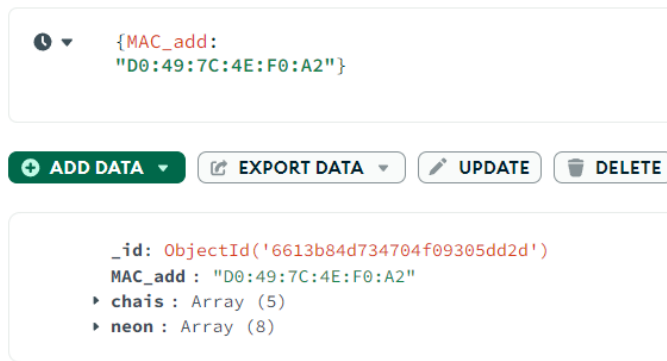 {MAC_add:
"D0:49:7C:4E:F0:A2"}
ADD DATA
EXPORT DATA
UPDATE
DELETE
_id: ObjectId('6613b84d734704f09305dd2d')
MAC_add : "D0:49:7C:4E:F0:A2"
chais : Array (5)
neon : Array (8)